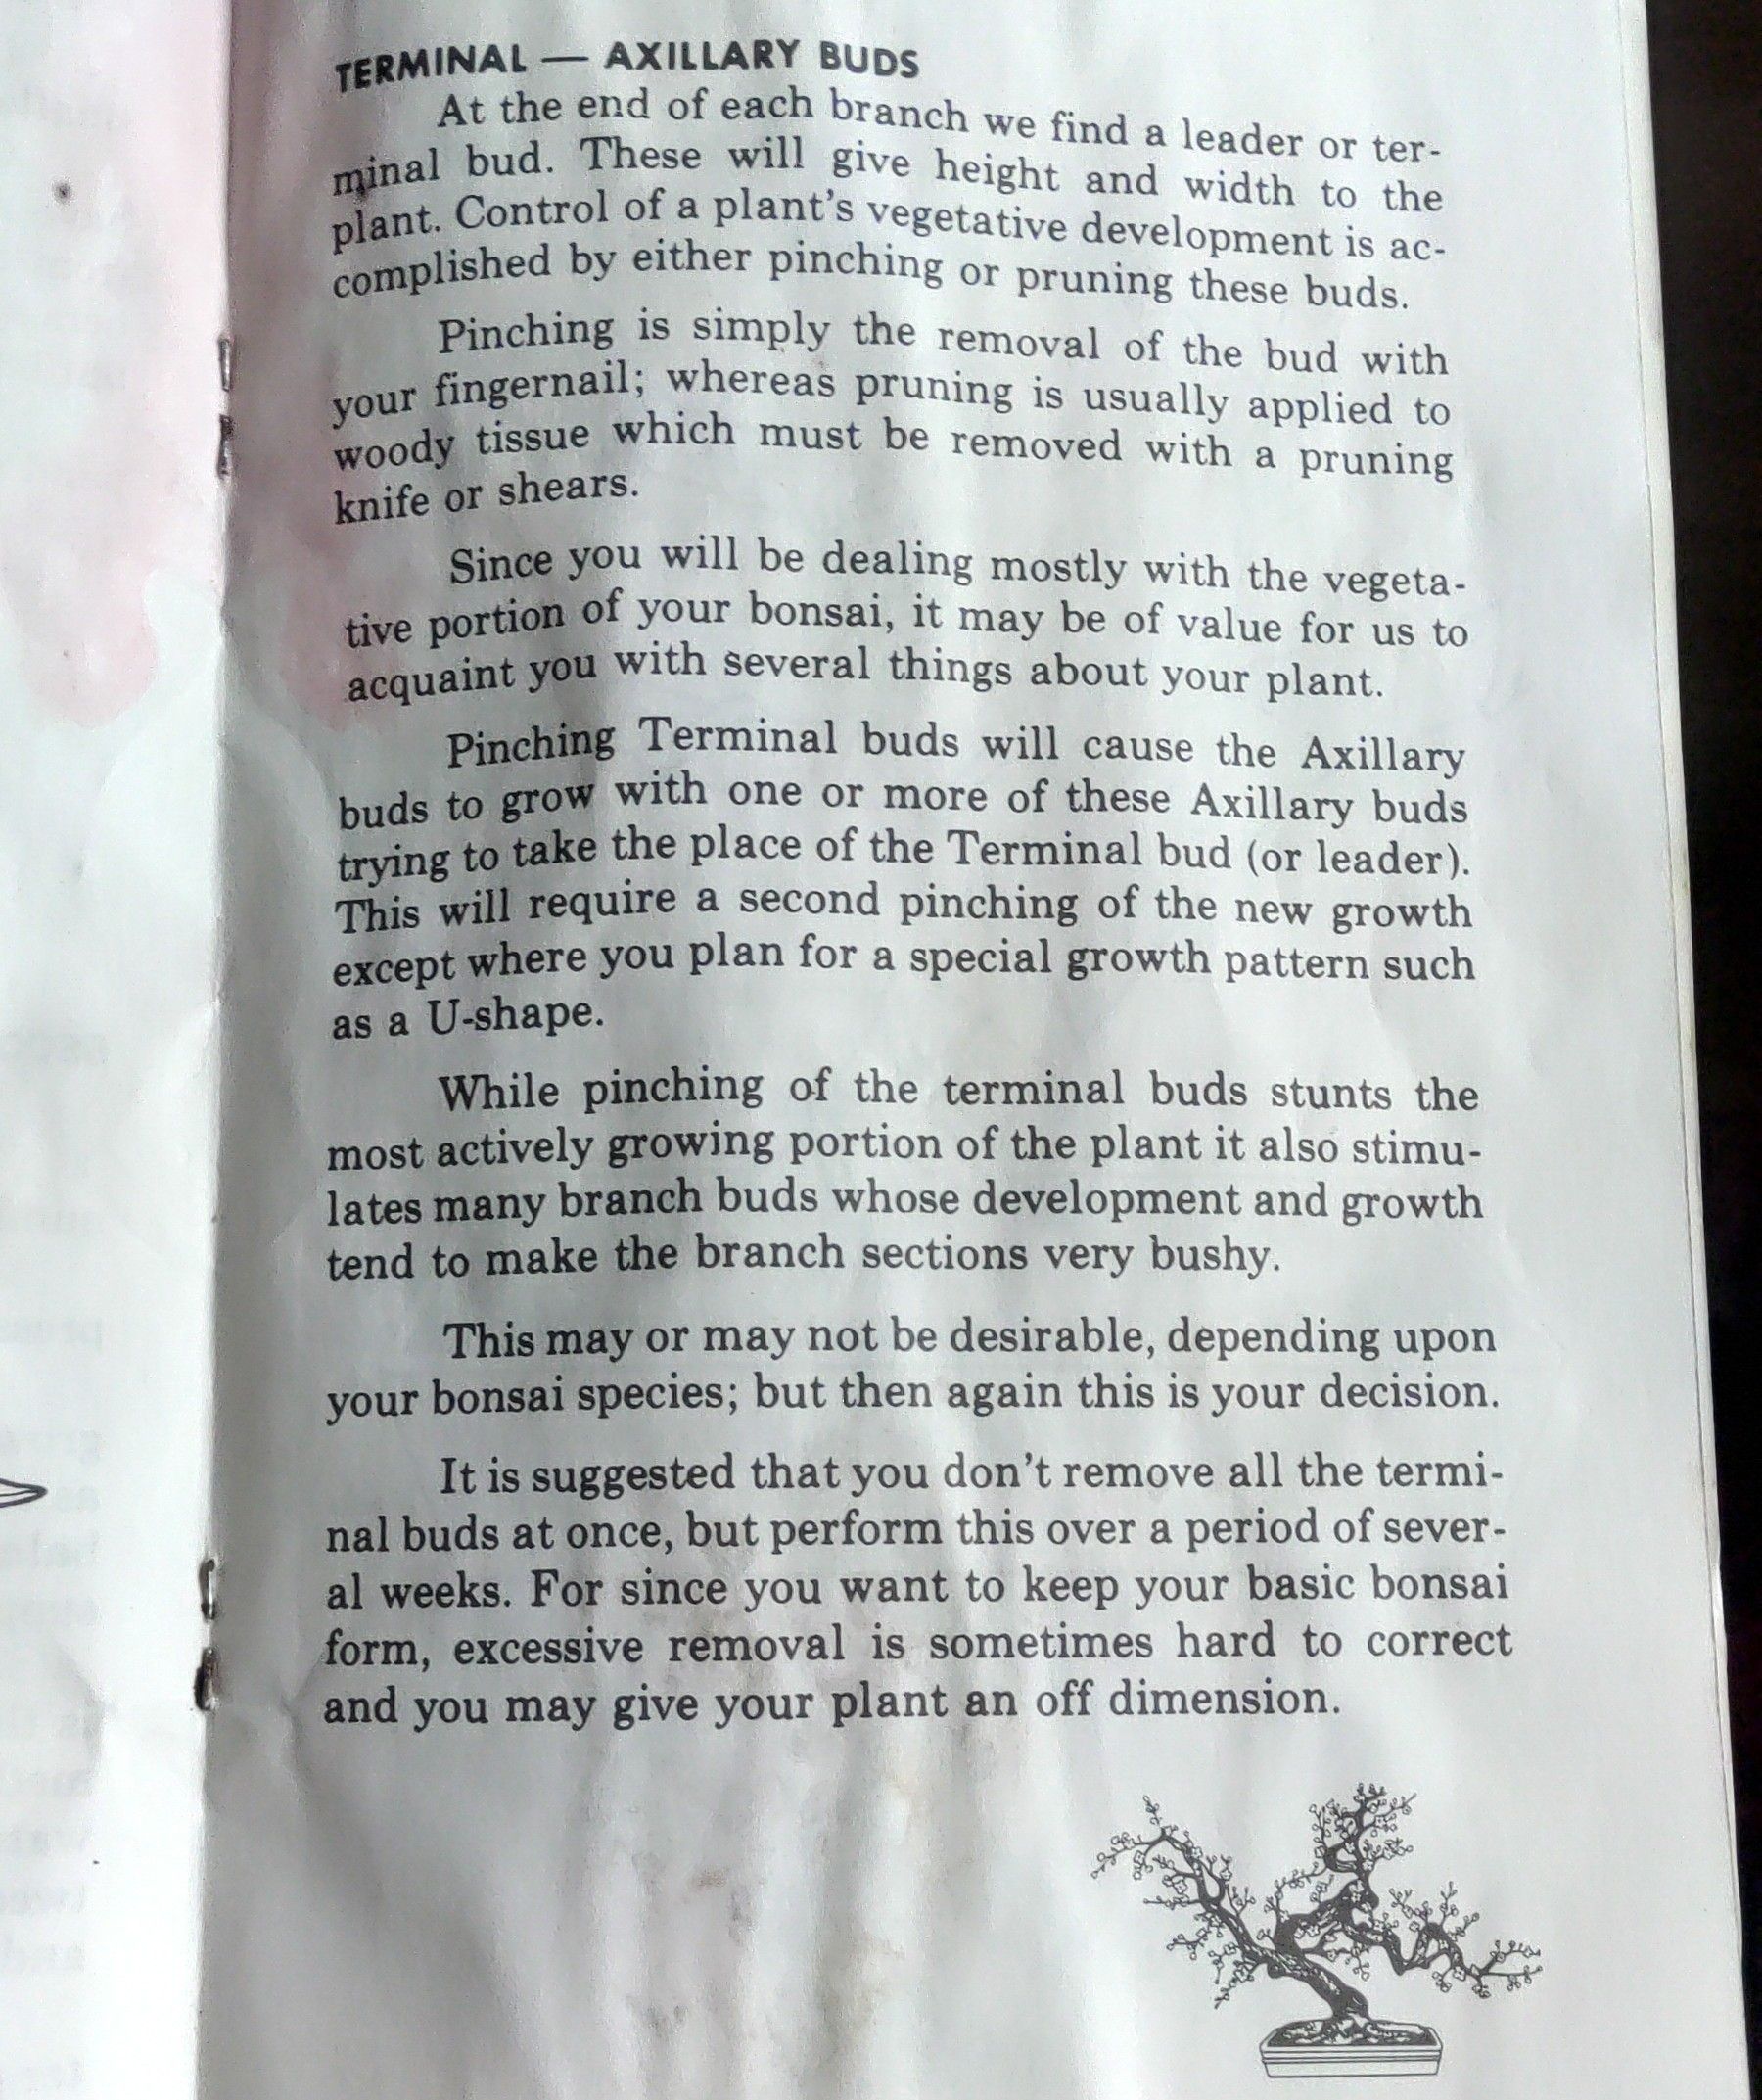 TERMINAL — AXILLARY BUDS
At the end of each branch we find a leader or ter-
minal bud. These will give height and width to the
plant. Control of a plant's vegetative development is ac-
complished by either pinching or pruning these buds.
Pinching is simply the removal of the bud with
your fingernail; whereas pruning is usually applied to
woody tissue which must be removed with a pruning
knife or shears.
Since you will be dealing mostly with the vegeta-
tive portion of your bonsai, it may be of value for us to
acquaint you with several things about your plant.
Pinching Terminal buds will cause the Axillary
buds to grow with one or more of these Axillary buds
trying to take the place of the Terminal bud (or leader).
This will require a second pinching of the new growth
except where you plan for a special growth pattern such
as a U-shape.
While pinching of the terminal buds stunts the
most actively growing portion of the plant it also stimu-
lates many branch buds whose development and growth
tend to make the branch sections very bushy.
This may or may not be desirable, depending upon
your bonsai species; but then again this is your decision.
It is suggested that you don't remove all the termi-
nal buds at once, but perform this over a period of sever-
al weeks. For since you want to keep your basic bonsai
form, excessive removal is sometimes hard to correct
and you may give your plant an off dimension.